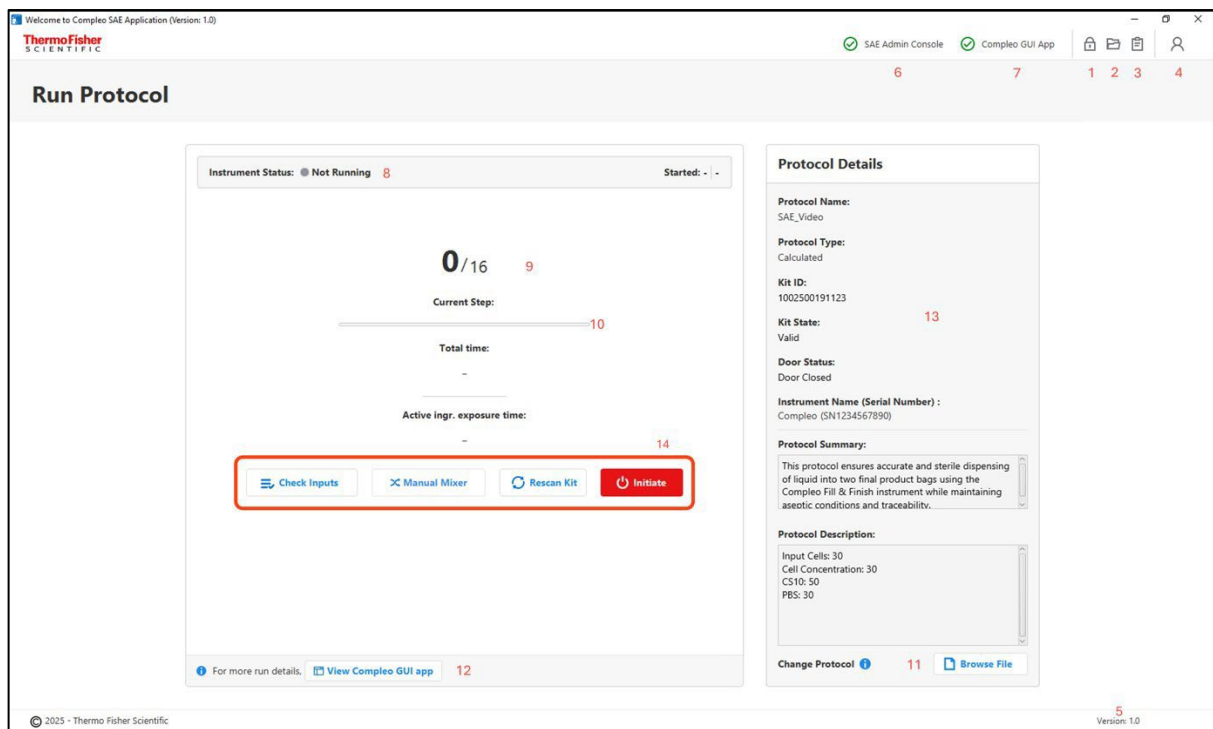 Welcome to Compleo SAE Application (Version: 1.0)
ThermoFisher
SCIENTIFIC
SAE Admin Console
Compleo GUI App
6
7
1
2
3
4
Run Protocol
Instrument Status: Not Running 8
Started: - | -
0/16 9
Current Step:
10
Total time:
-
Active ingr. exposure time:
-
14
Check Inputs
Manual Mixer
Rescan Kit
Initiate
For more run details, View Compleo GUI app 12
Protocol Details
Protocol Name:
SAE_Video
Protocol Type:
Calculated
Kit ID:
1002500191123
13
Kit State:
Valid
Door Status:
Door Closed
Instrument Name (Serial Number) :
Compleo (SN1234567890)
Protocol Summary:
This protocol ensures accurate and sterile dispensing
of liquid into two final product bags using the
Compleo Fill & Finish instrument while maintaining
aseptic conditions and traceability.
Protocol Description:
Input Cells: 30
Cell Concentration: 30
CS10: 50
PBS: 30
Change Protocol 11 Browse File
5
© 2025 - Thermo Fisher Scientific
Version: 1.0